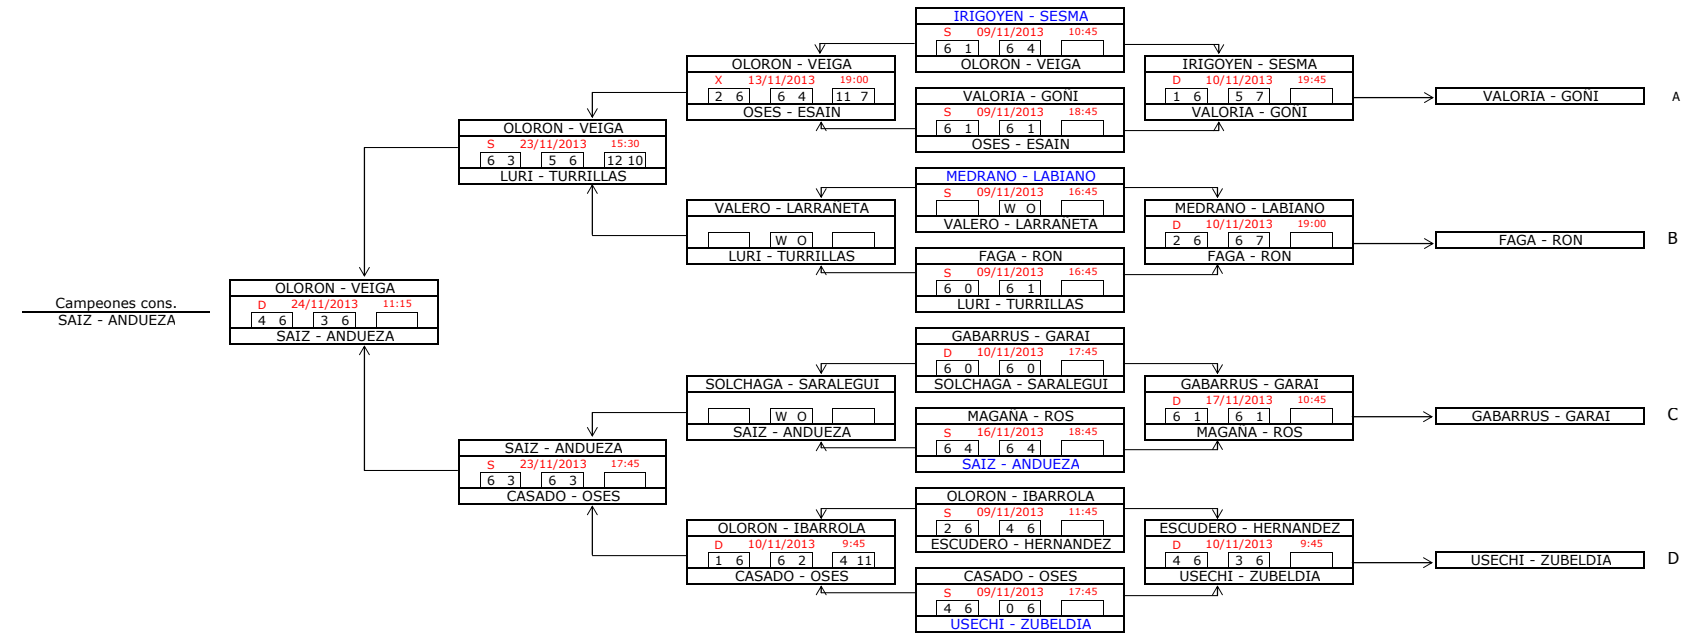 IRIGOYEN - SESMA
S 09/11/2013 10:45
6 1 6 4
OLORON - VEIGA
OLORON - VEIGA
X 13/11/2013 19:00
2 6 6 4 11 7
OSES - ESAIN
IRIGOYEN - SESMA
D 10/11/2013 19:45
1 6 5 7
VALORIA - GOÑI
VALORIA - GOÑI A
VALORIA - GOÑI
S 09/11/2013 18:45
6 1 6 1
OSES - ESAIN
OLORON - VEIGA
S 23/11/2013 15:30
6 3 5 6 12 10
LURI - TURRILLAS
MEDRANO - LABIANO
S 09/11/2013 16:45
W O
VALERO - LARRAÑETA
VALERO - LARRAÑETA
W O
LURI - TURRILLAS
MEDRANO - LABIANO
D 10/11/2013 19:00
2 6 6 7
FAGA - RON
FAGA - RON B
FAGA - RON
S 09/11/2013 16:45
6 0 6 1
LURI - TURRILLAS
Campeones cons.
SAIZ - ANDUEZA
OLORON - VEIGA
D 24/11/2013 11:15
4 6 3 6
SAIZ - ANDUEZA
GABARRUS - GARAI
D 10/11/2013 17:45
6 0 6 0
SOLCHAGA - SARALEGUI
SOLCHAGA - SARALEGUI
W O
SAIZ - ANDUEZA
GABARRUS - GARAI
D 17/11/2013 10:45
6 1 6 1
MAGAÑA - ROS
GABARRUS - GARAI C
MAGAÑA - ROS
S 16/11/2013 18:45
6 4 6 4
SAIZ - ANDUEZA
SAIZ - ANDUEZA
S 23/11/2013 17:45
6 3 6 3
CASADO - OSES
OLORON - IBARROLA
S 09/11/2013 11:45
2 6 4 6
ESCUDERO - HERNANDEZ
OLORON - IBARROLA
D 10/11/2013 9:45
1 6 6 2 4 11
CASADO - OSES
ESCUDERO - HERNANDEZ
D 10/11/2013 9:45
4 6 3 6
USECHI - ZUBELDIA
USECHI - ZUBELDIA D
CASADO - OSES
S 09/11/2013 17:45
4 6 0 6
USECHI - ZUBELDIA